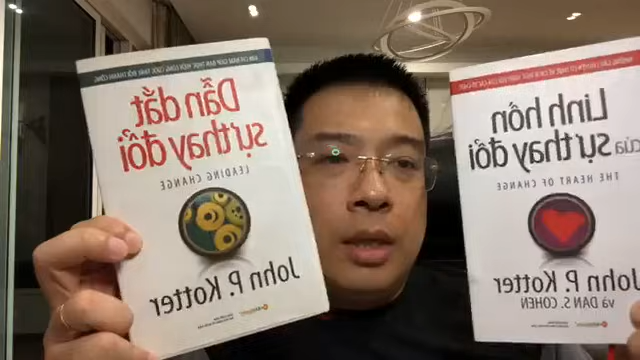 Dẫn dắt
sự thay đổi
LEADING CHANGE
John P. Kotter
Linh hồn
của sự thay đổi
THE HEART OF CHANGE
John P. Kotter
và DAN S. COHEN